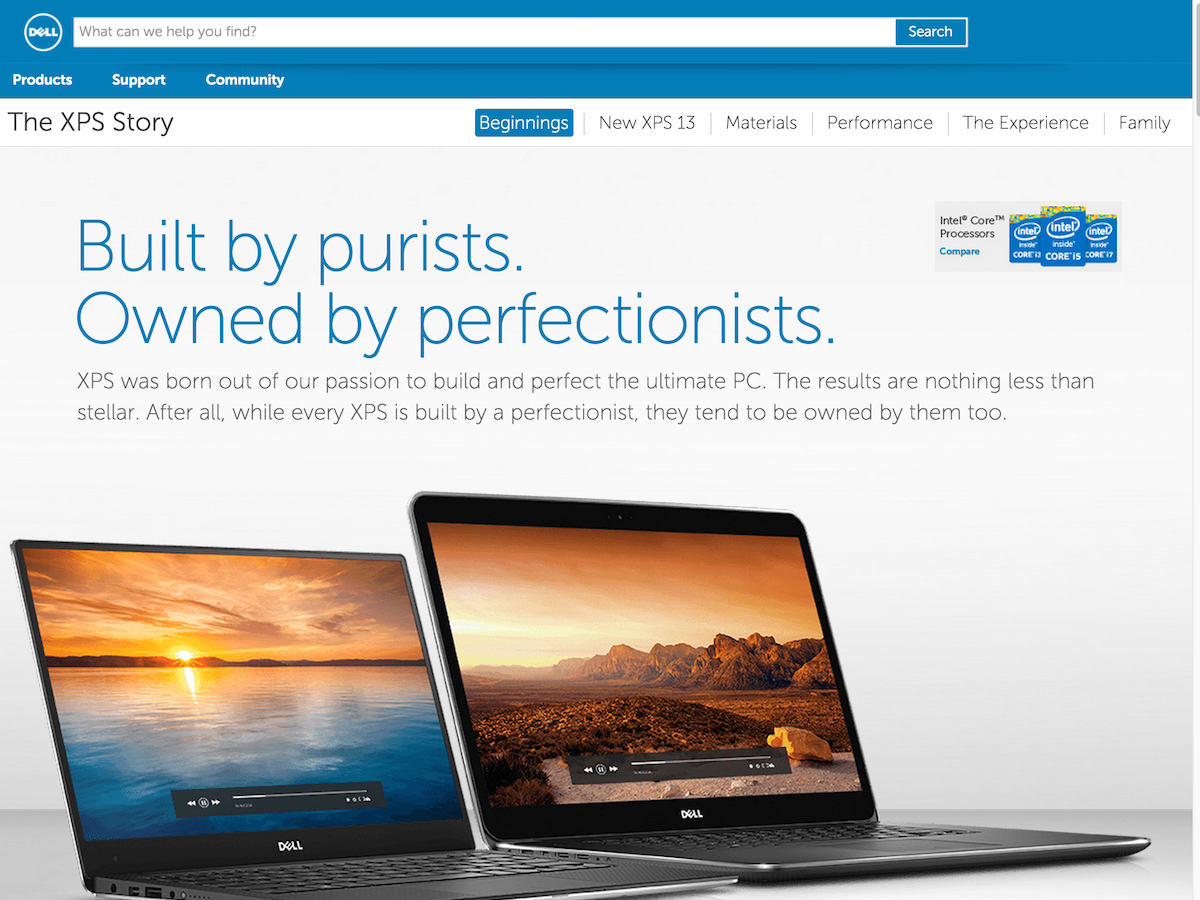 DELL
What can we help you find?
Search
Products Support Community
The XPS Story
Beginnings New XPS 13 Materials Performance The Experience Family
Built by purists.
Owned by perfectionists.
Intel® Core™
Processors
Compare
intel inside™ CORE i3
intel inside™ CORE i5
intel inside™ CORE i7
XPS was born out of our passion to build and perfect the ultimate PC. The results are nothing less than
stellar. After all, while every XPS is built by a perfectionist, they tend to be owned by them too.
DELL
DELL